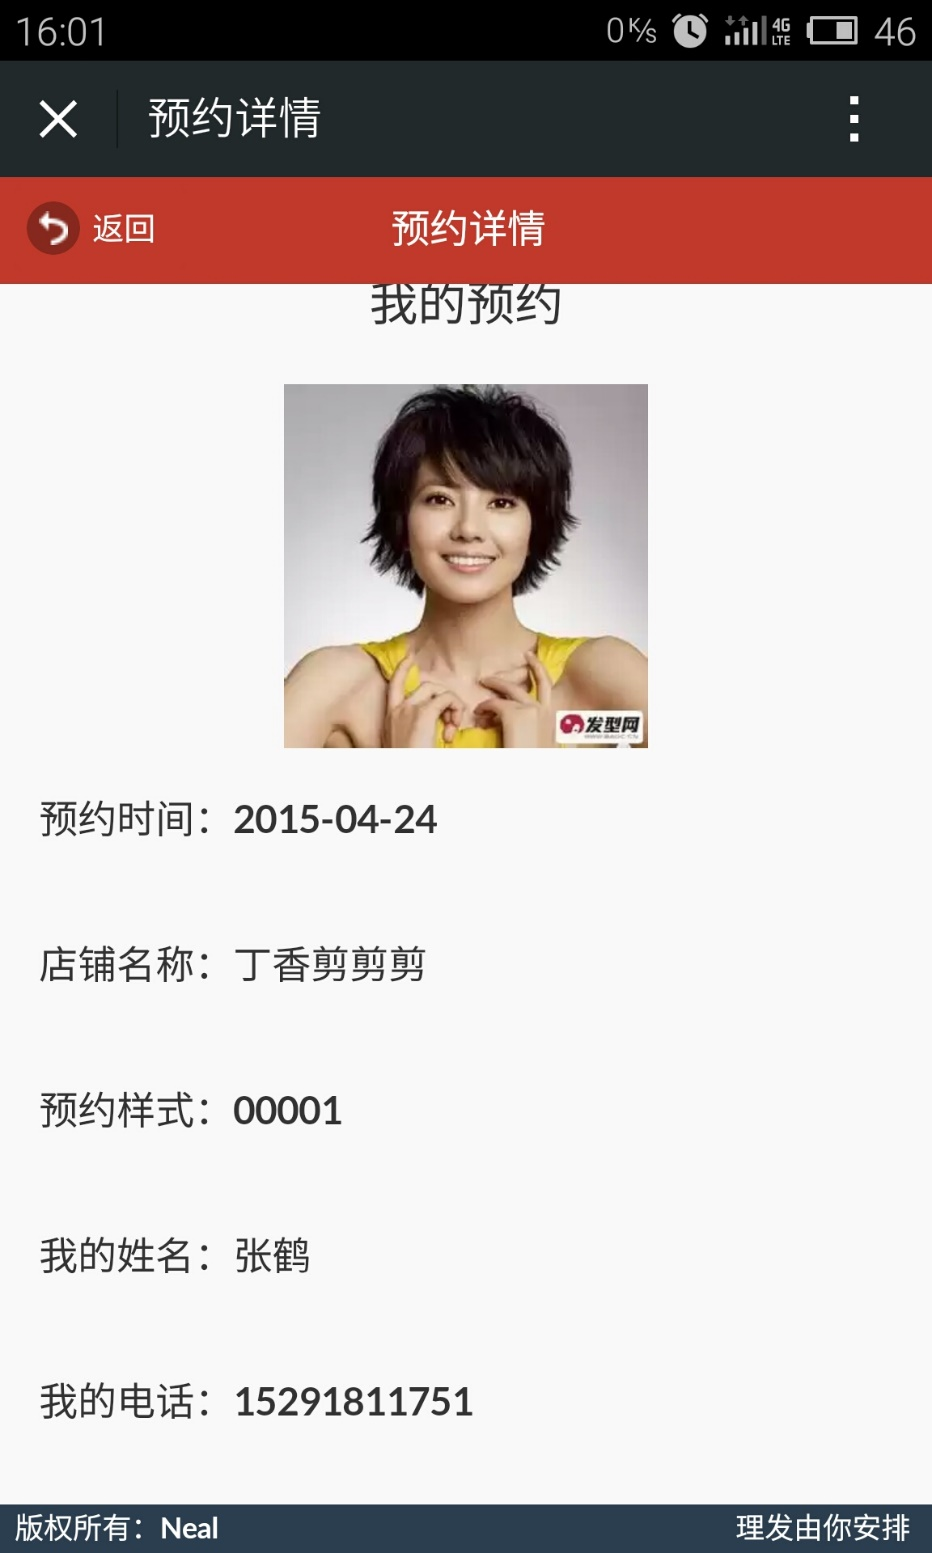 16:01
0K/s 4G LTE 46
预约详情
返回 预约详情
我的预约
发型网
预约时间：2015-04-24
店铺名称：丁香剪剪剪
预约样式：00001
我的姓名：张鹤
我的电话：15291811751
版权所有：Neal 理发由你安排